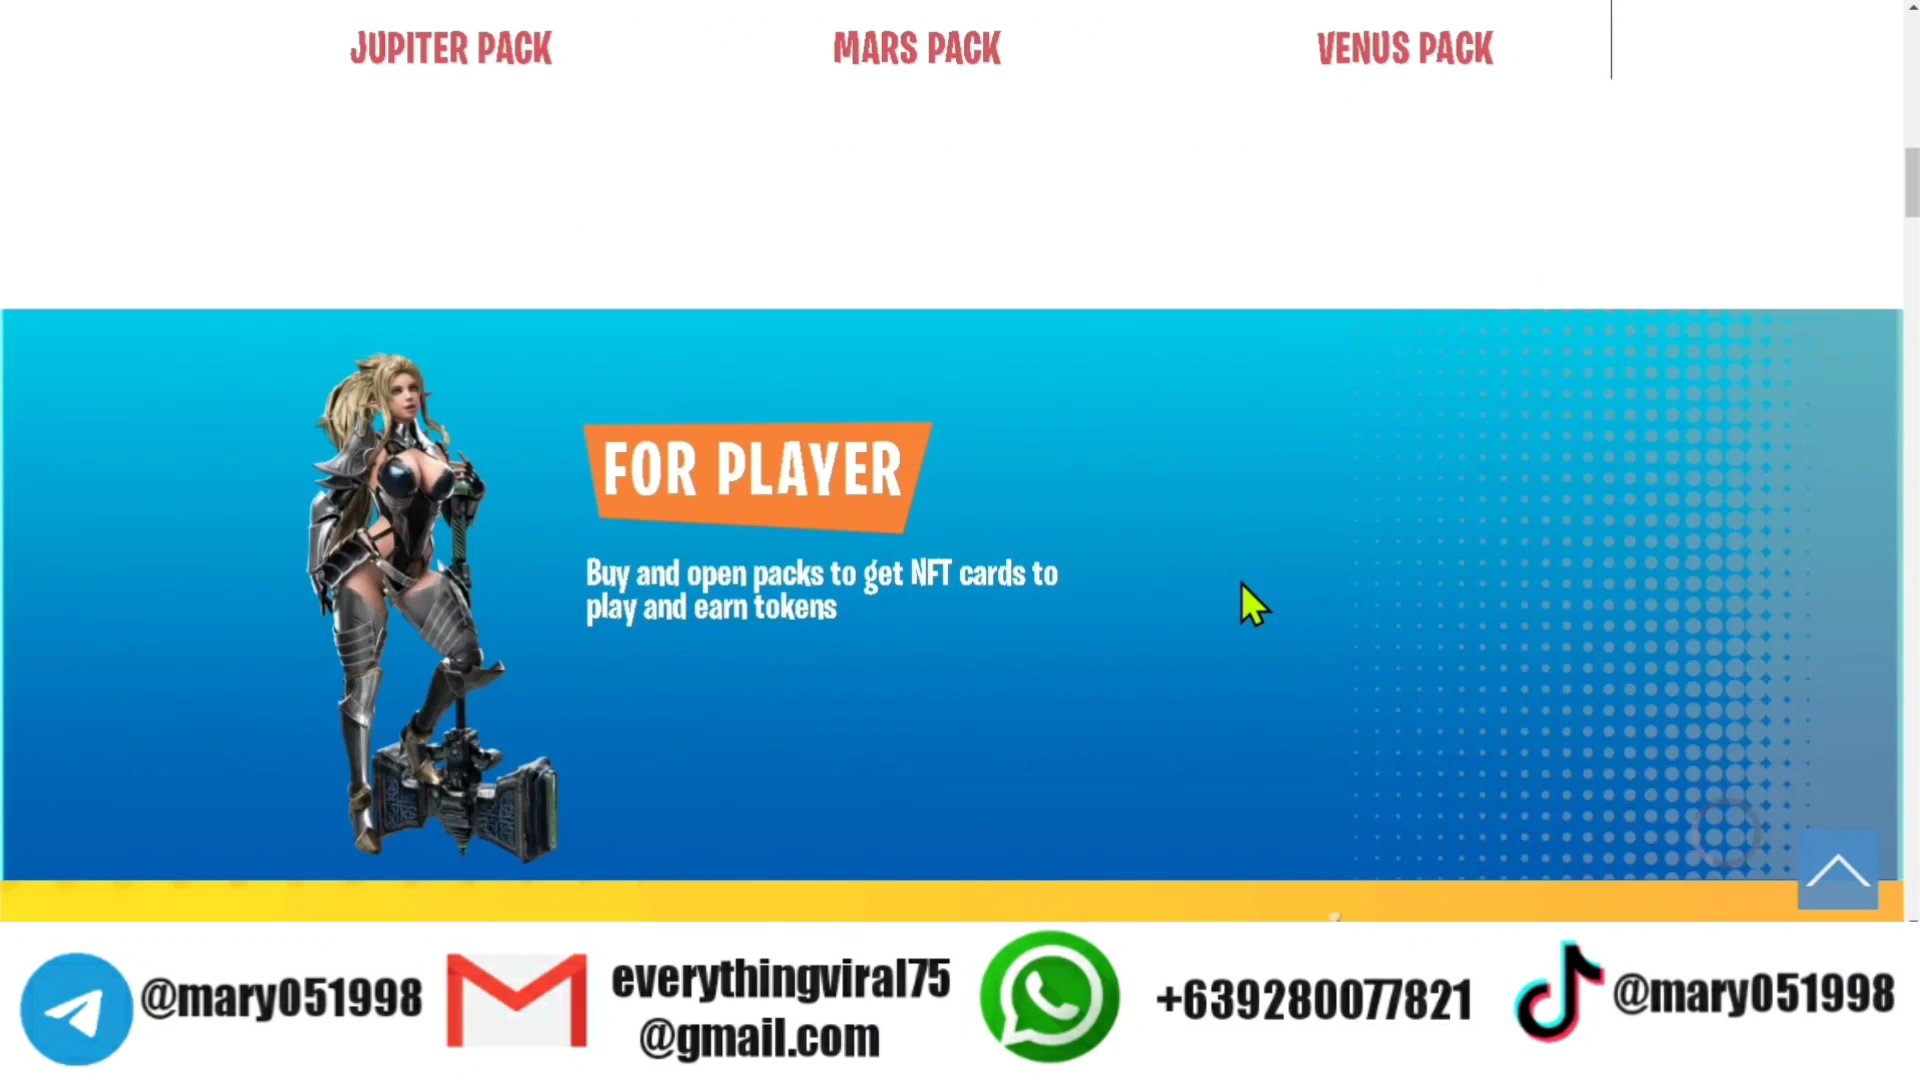 JUPITER PACK
MARS PACK
VENUS PACK
FOR PLAYER
Buy and open packs to get NFT cards to
play and earn tokens
@mary051998
everythingviral75
@gmail.com
+639280077821
@mary051998